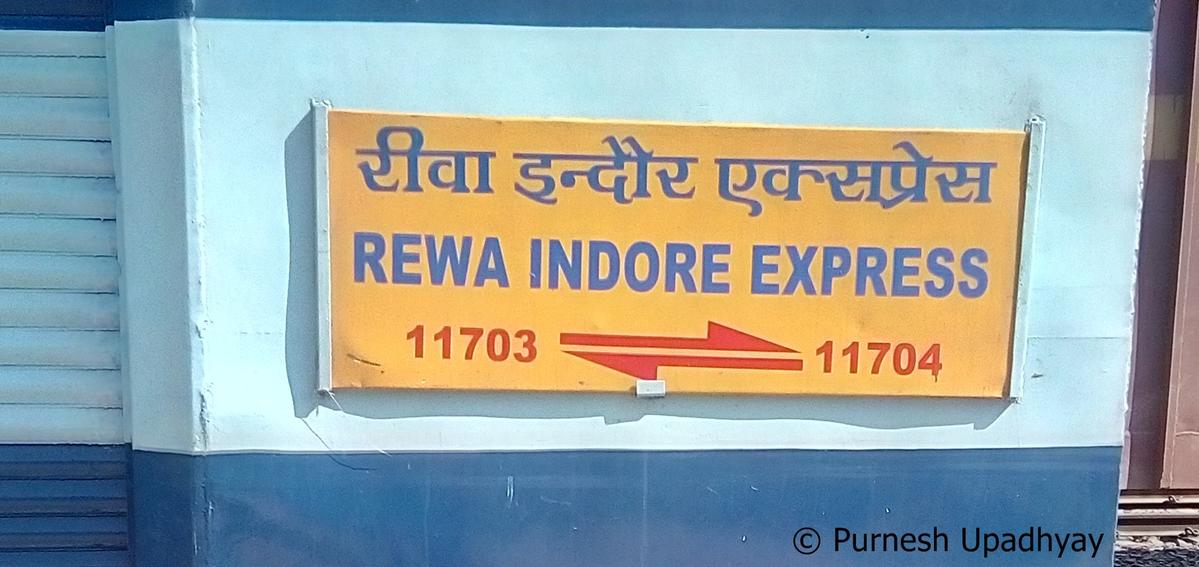 रीवा इन्दौर एक्सप्रेस
REWA INDORE EXPRESS
11703 11704
© Purnesh Upadhyay